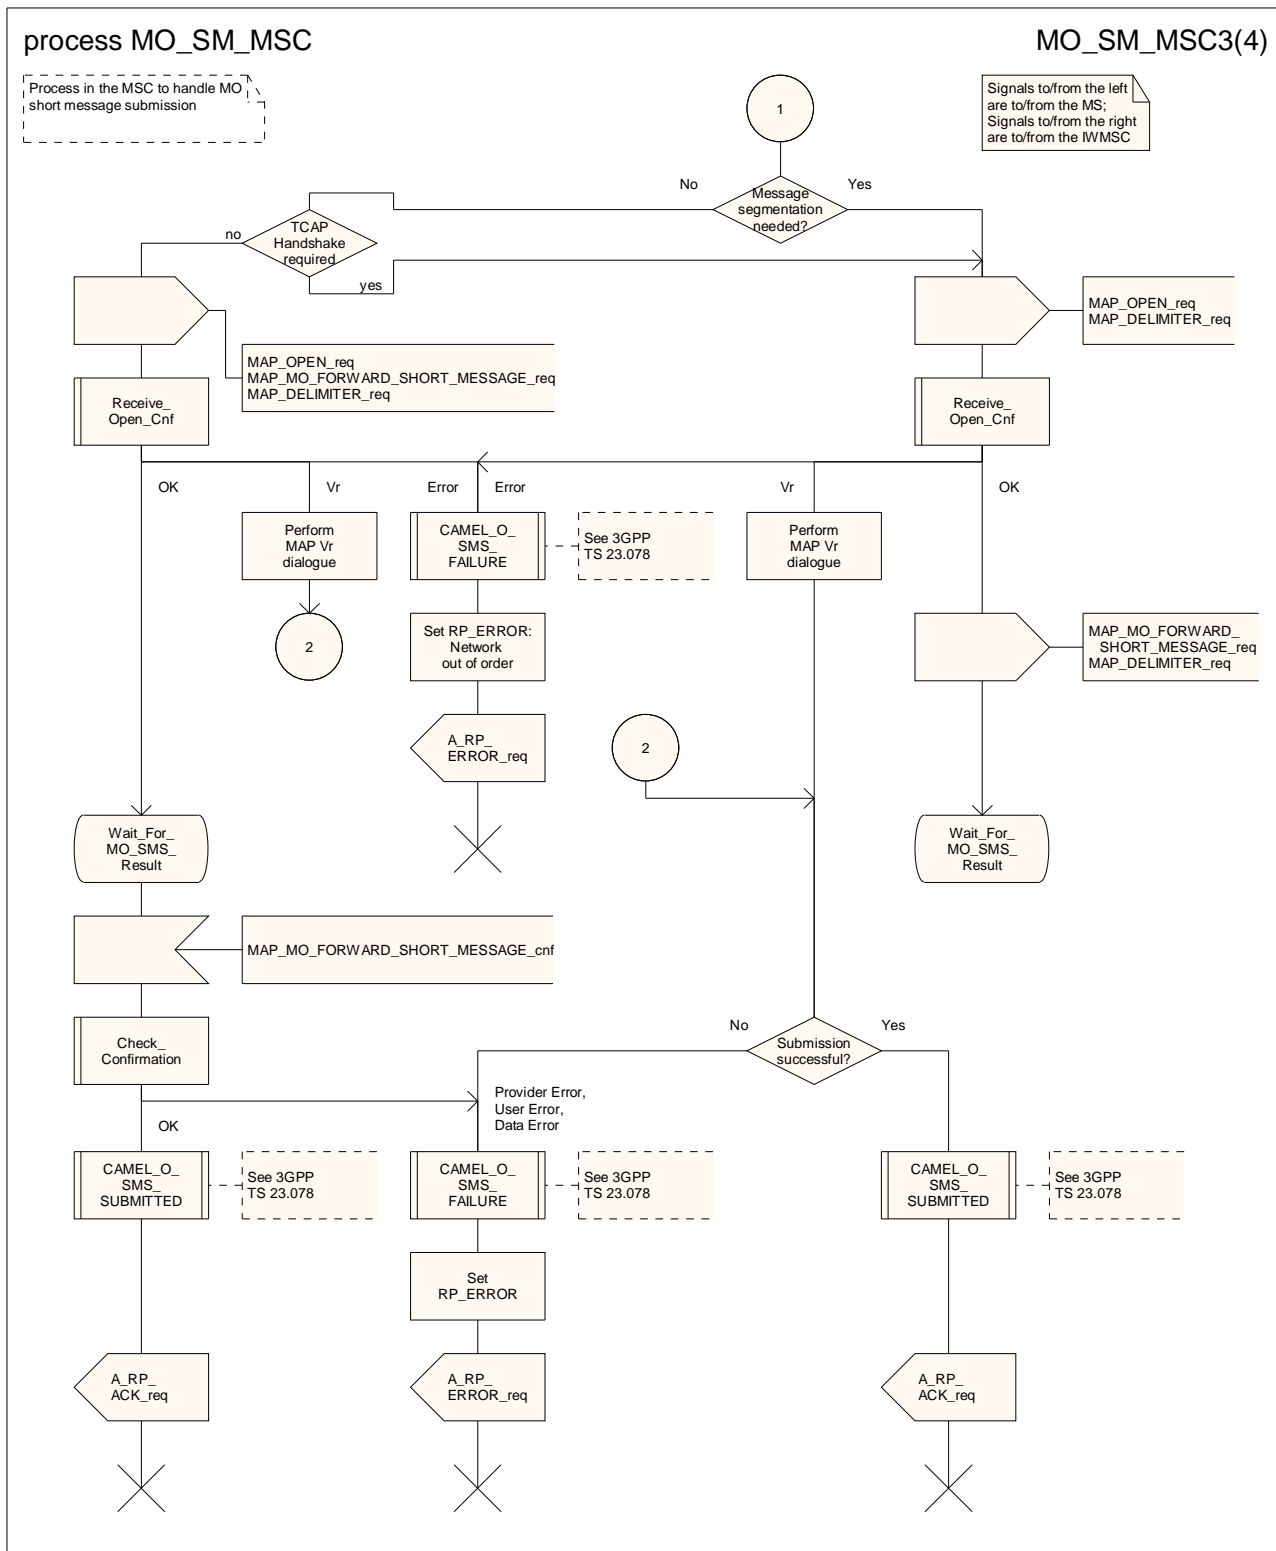 process MO_SM_MSC
MO_SM_MSC3(4)
Process in the MSC to handle MO
short message submission
1
Signals to/from the left
are to/from the MS;
Signals to/from the right
are to/from the IWMSC
No
Message
segmentation
needed?
Yes
TCAP
Handshake
required
no
yes
MAP_OPEN_req
MAP_DELIMITER_req
MAP_OPEN_req
MAP_MO_FORWARD_SHORT_MESSAGE_req
MAP_DELIMITER_req
Receive_
Open_Cnf
Receive_
Open_Cnf
OK
Vr
Error
Error
Vr
OK
Perform
MAP Vr
dialogue
CAMEL_O_
SMS_
FAILURE
See 3GPP
TS 23.078
Perform
MAP Vr
dialogue
2
Set RP_ERROR:
Network
out of order
MAP_MO_FORWARD_
SHORT_MESSAGE_req
MAP_DELIMITER_req
A_RP_
ERROR_req
2
Wait_For_
MO_SMS_
Result
Wait_For_
MO_SMS_
Result
MAP_MO_FORWARD_SHORT_MESSAGE_cnf
Check_
Confirmation
No
Submission
successful?
Yes
Provider Error,
User Error,
Data Error
OK
CAMEL_O_
SMS_
SUBMITTED
See 3GPP
TS 23.078
CAMEL_O_
SMS_
FAILURE
See 3GPP
TS 23.078
CAMEL_O_
SMS_
SUBMITTED
See 3GPP
TS 23.078
Set
RP_ERROR
A_RP_
ACK_req
A_RP_
ERROR_req
A_RP_
ACK_req